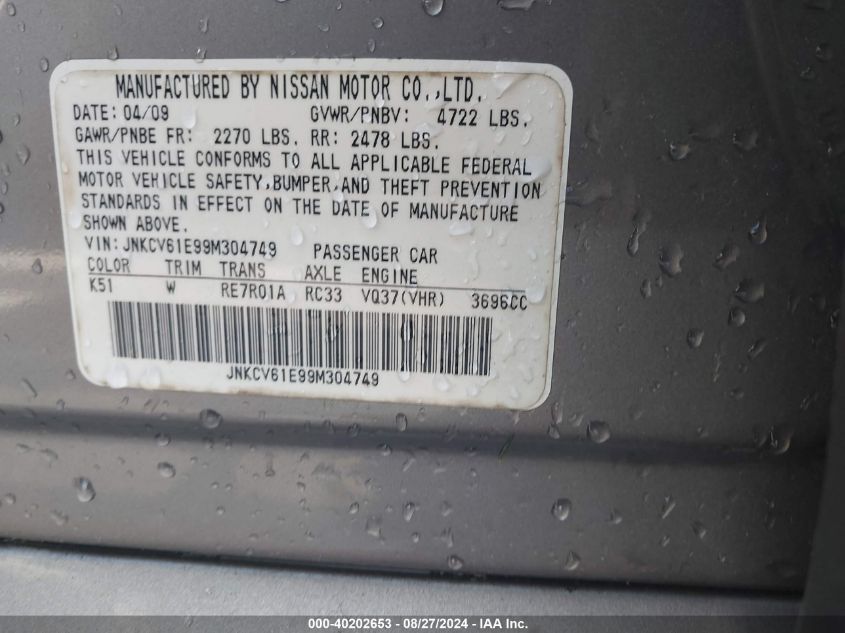 MANUFACTURED BY NISSAN MOTOR CO.,LTD.
DATE: 04/09 GVWR/PNBV: 4722 LBS.
GAWR/PNBE FR: 2270 LBS. RR: 2478 LBS.
THIS VEHICLE CONFORMS TO ALL APPLICABLE FEDERAL
MOTOR VEHICLE SAFETY,BUMPER,AND THEFT PREVENTION
STANDARDS IN EFFECT ON THE DATE OF MANUFACTURE
SHOWN ABOVE.
VIN: JNKCV61E99M304749 PASSENGER CAR
COLOR TRIM TRANS AXLE ENGINE
K51 W RE7R01A RC33 VQ37(VHR) 3696CC
JNKCV61E99M304749
000-40202653 - 08/27/2024 - IAA Inc.